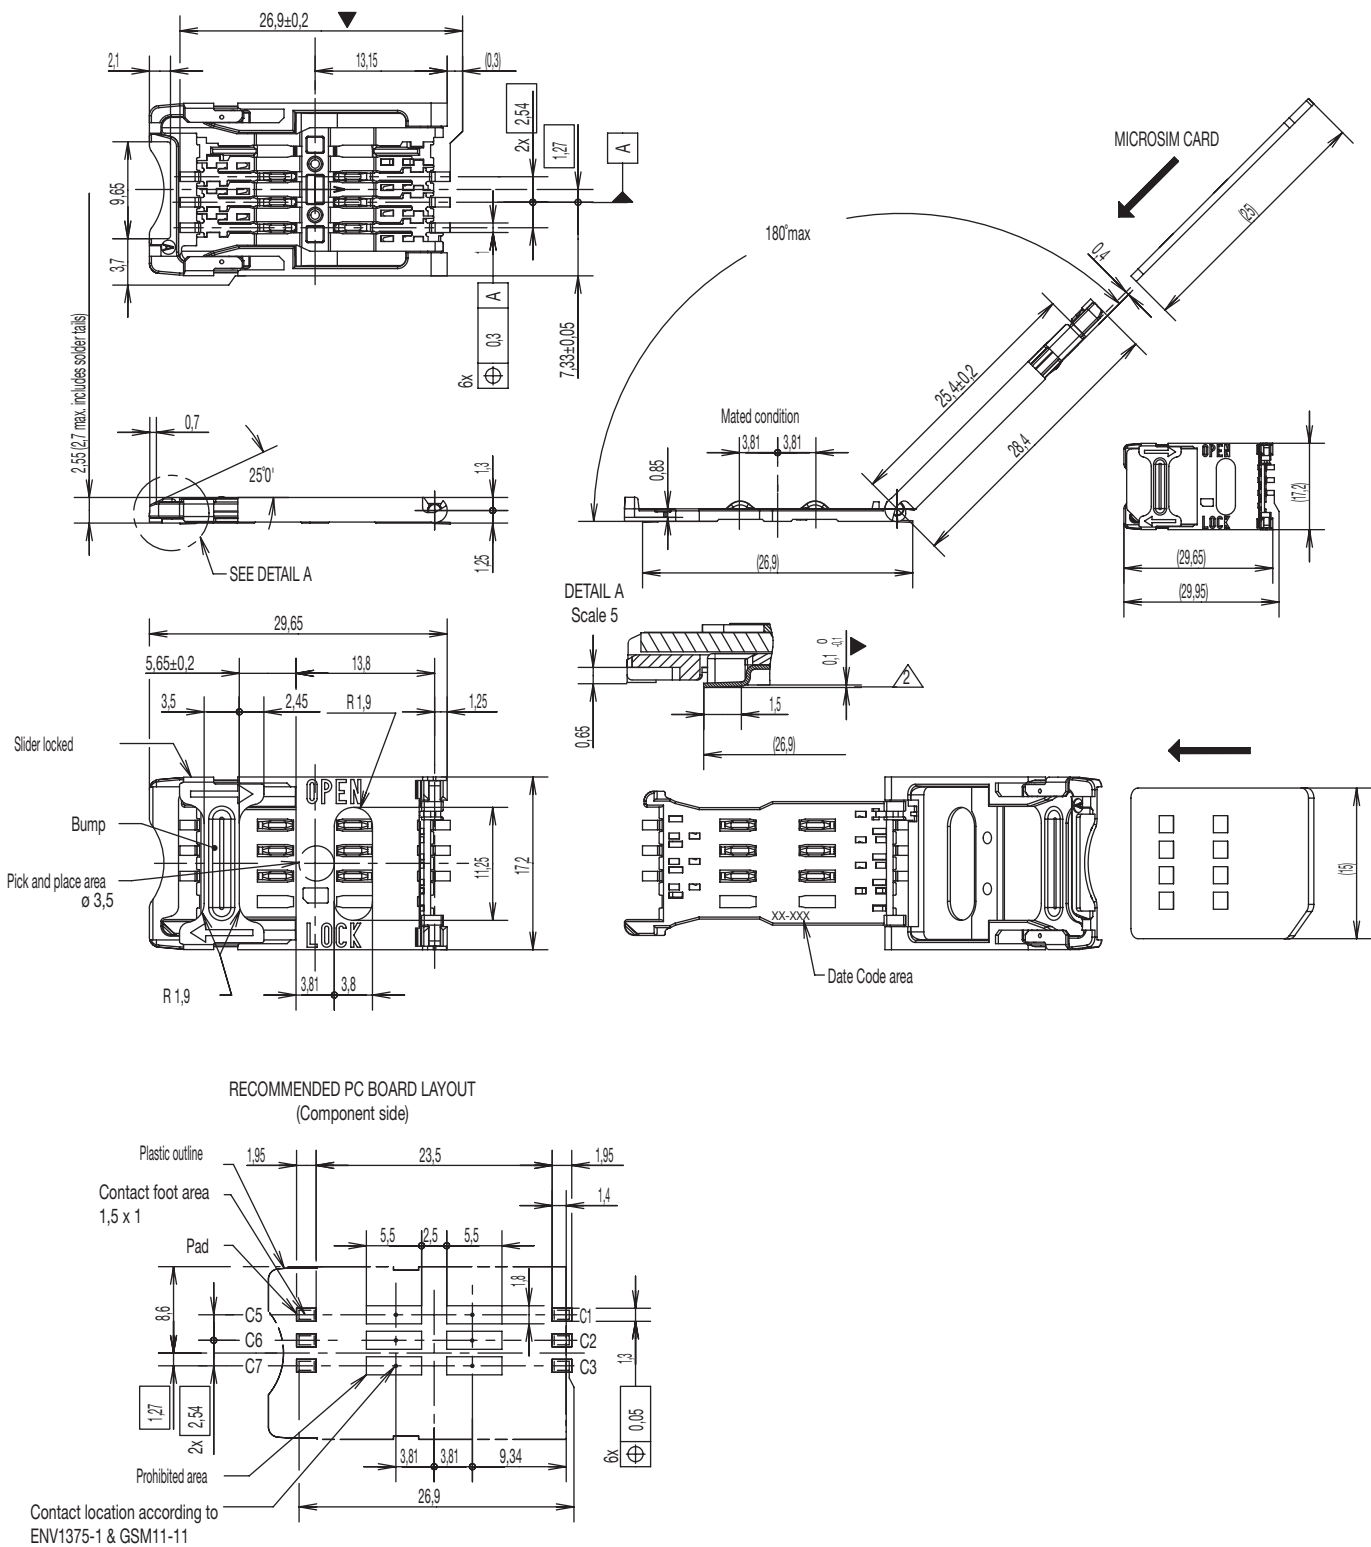 26,9±0,2
2,1
13,15
(0,3)
2x 2,54
1,27
A
9,65
3,7
1
6x 0,3 A
7,33±0,05
MICROSIM CARD
180°max
(25)
0,4
25,4±0,2
28,4
2,55 (2,7 max. includes solder tails)
0,7
25°0'
1,3
1,25
SEE DETAIL A
Mated condition
3,81
3,81
0,85
(26,9)
OPEN
LOCK
(17,2)
(29,65)
(29,95)
DETAIL A
Scale 5
0,1 0 -0,1
2
1,5
0,65
(26,9)
29,65
5,65±0,2
13,8
3,5
2,45
R 1,9
1,25
Slider locked
OPEN
Bump
Pick and place area
ø 3,5
11,25
17,2
LOCK
R 1,9
3,81
3,8
XX-XXX
Date Code area
(15)
RECOMMENDED PC BOARD LAYOUT
(Component side)
Plastic outline
1,95
23,5
1,95
Contact foot area
1,5 x 1
1,4
Pad
5,5
2,5
5,5
1,8
8,6
C5
C1
C6
C2
C7
C3
1,3
1,27
2x 2,54
6x 0,05
3,81
3,81
9,34
Prohibited area
26,9
Contact location according to
ENV1375-1 & GSM11-11